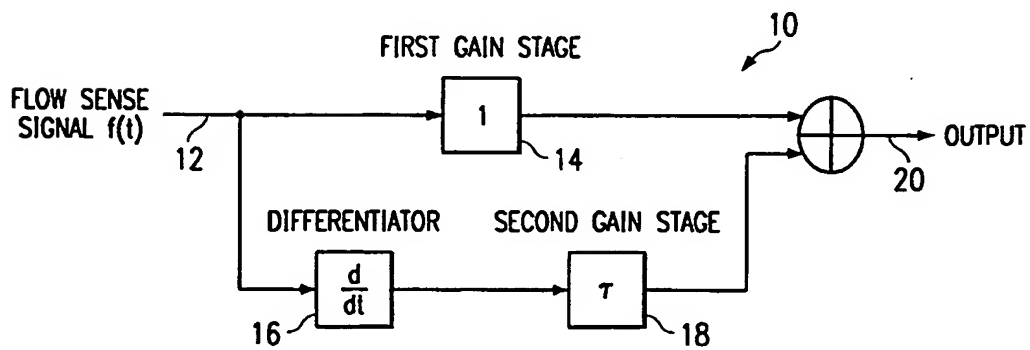 10
FIRST GAIN STAGE
FLOW SENSE
SIGNAL f(t)
12
1
14
OUTPUT
20
DIFFERENTIATOR
SECOND GAIN STAGE
d
dt
16
τ
18